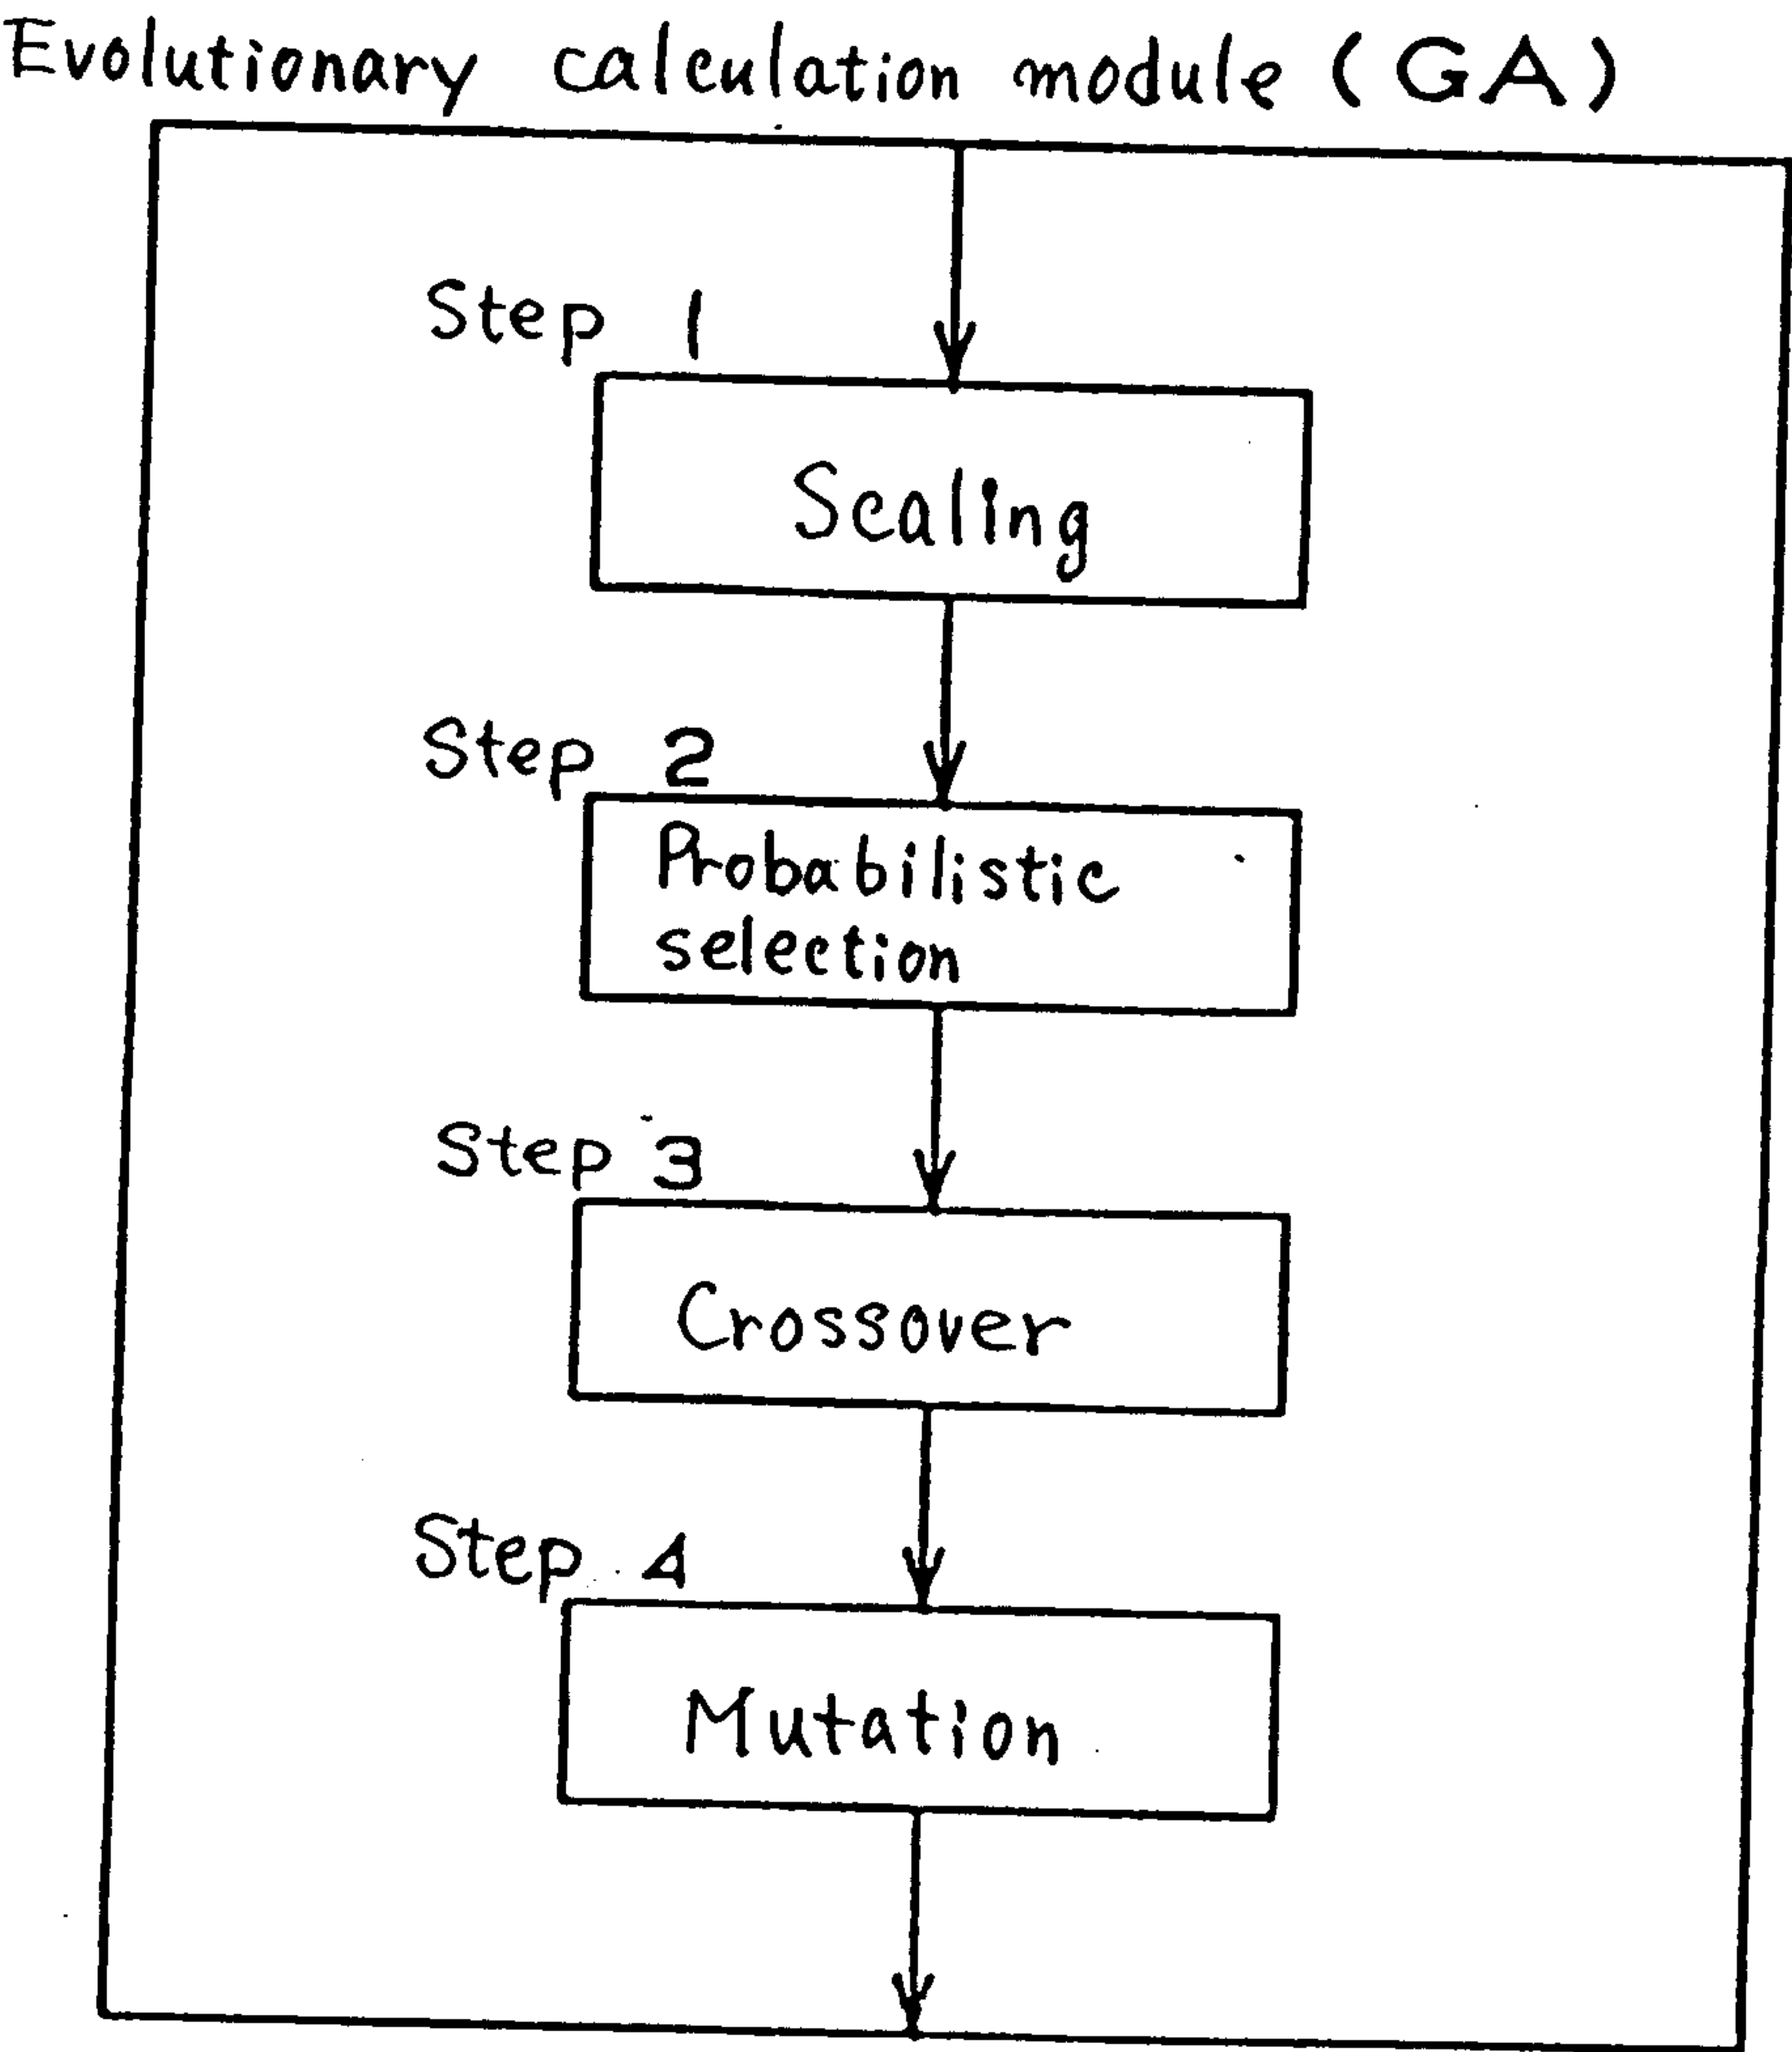 Evolutionary calculation module (GA)
Step 1
Scaling
Step 2
Probabilistic
selection
Step 3
Crossover
Step 4
Mutation